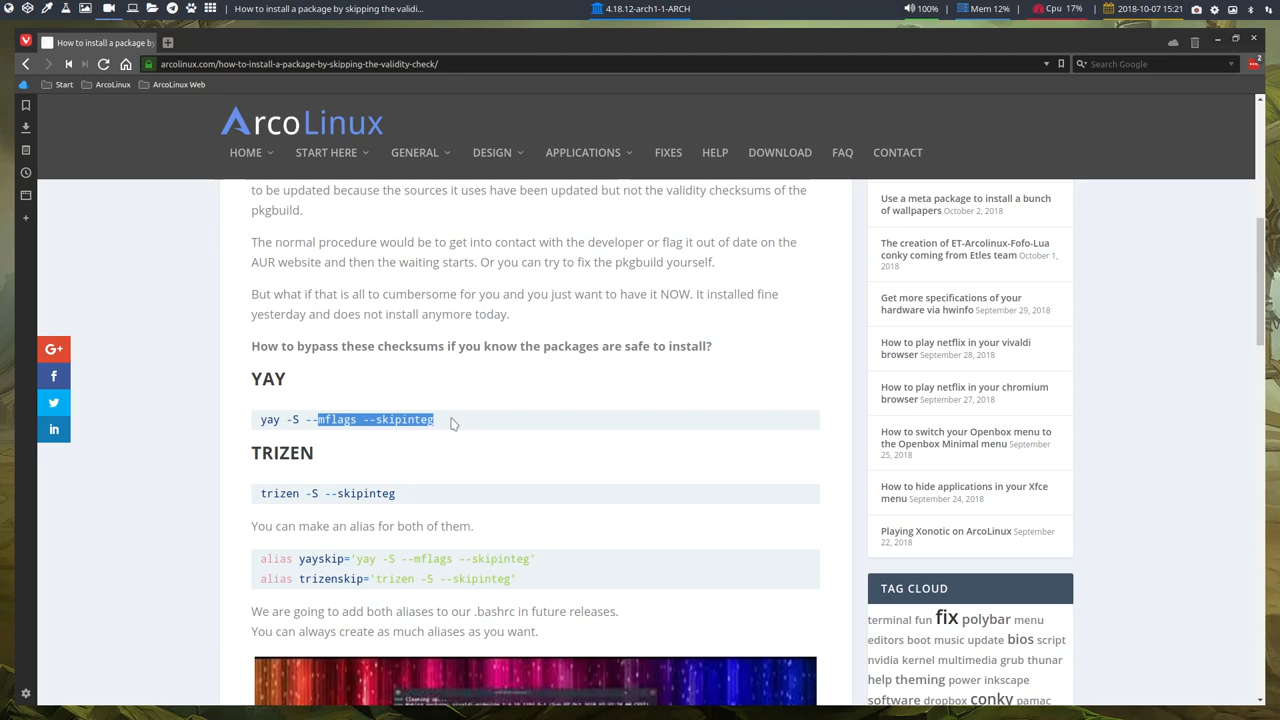 How to install a package by skipping the validi...
4.18.12-arch1-1-ARCH
100%
Cpu 17%
2018-10-07 15:21
How to install a package by
arcolinux.com/how-to-install-a-package-by-skipping-the-validity-check/
Search Google
2
Start
ArcoLinux
ArcoLinux Web
ArcoLinux
HOME
START HERE
GENERAL
DESIGN
APPLICATIONS
FIXES
HELP
DOWNLOAD
FAQ
CONTACT
to be updated because the sources it uses have been updated but not the validity checksums of the
pkgbuild.
The normal procedure would be to get into contact with the developer or flag it out of date on the
AUR website and then the waiting starts. Or you can try to fix the pkgbuild yourself.
But what if that is all to cumbersome for you and you just want to have it NOW. It installed fine
yesterday and does not install anymore today.
How to bypass these checksums if you know the packages are safe to install?
YAY
yay -S --mflags --skipinteg
TRIZEN
trizen -S --skipinteg
You can make an alias for both of them.
alias yayskip='yay -S --mflags --skipinteg'
alias trizenskip='trizen -S --skipinteg'
We are going to add both aliases to our .bashrc in future releases.
You can always create as much aliases as you want.
Cleaning up...
G+
f
in
Use a meta package to install a bunch
of wallpapers October 2, 2018
The creation of ET-Arcolinux-Fofo-Lua
conky coming from Etles team October 1,
2018
Get more specifications of your
hardware via hwinfo September 29, 2018
How to play netflix in your vivaldi
browser September 28, 2018
How to play netflix in your chromium
browser September 27, 2018
How to switch your Openbox menu to
the Openbox Minimal menu September
25, 2018
How to hide applications in your Xfce
menu September 24, 2018
Playing Xonotic on ArcoLinux September
22, 2018
TAG CLOUD
terminal fun fix polybar menu
editors boot music update bios script
nvidia kernel multimedia grub thunar
help theming power inkscape
software dropbox conky pamac